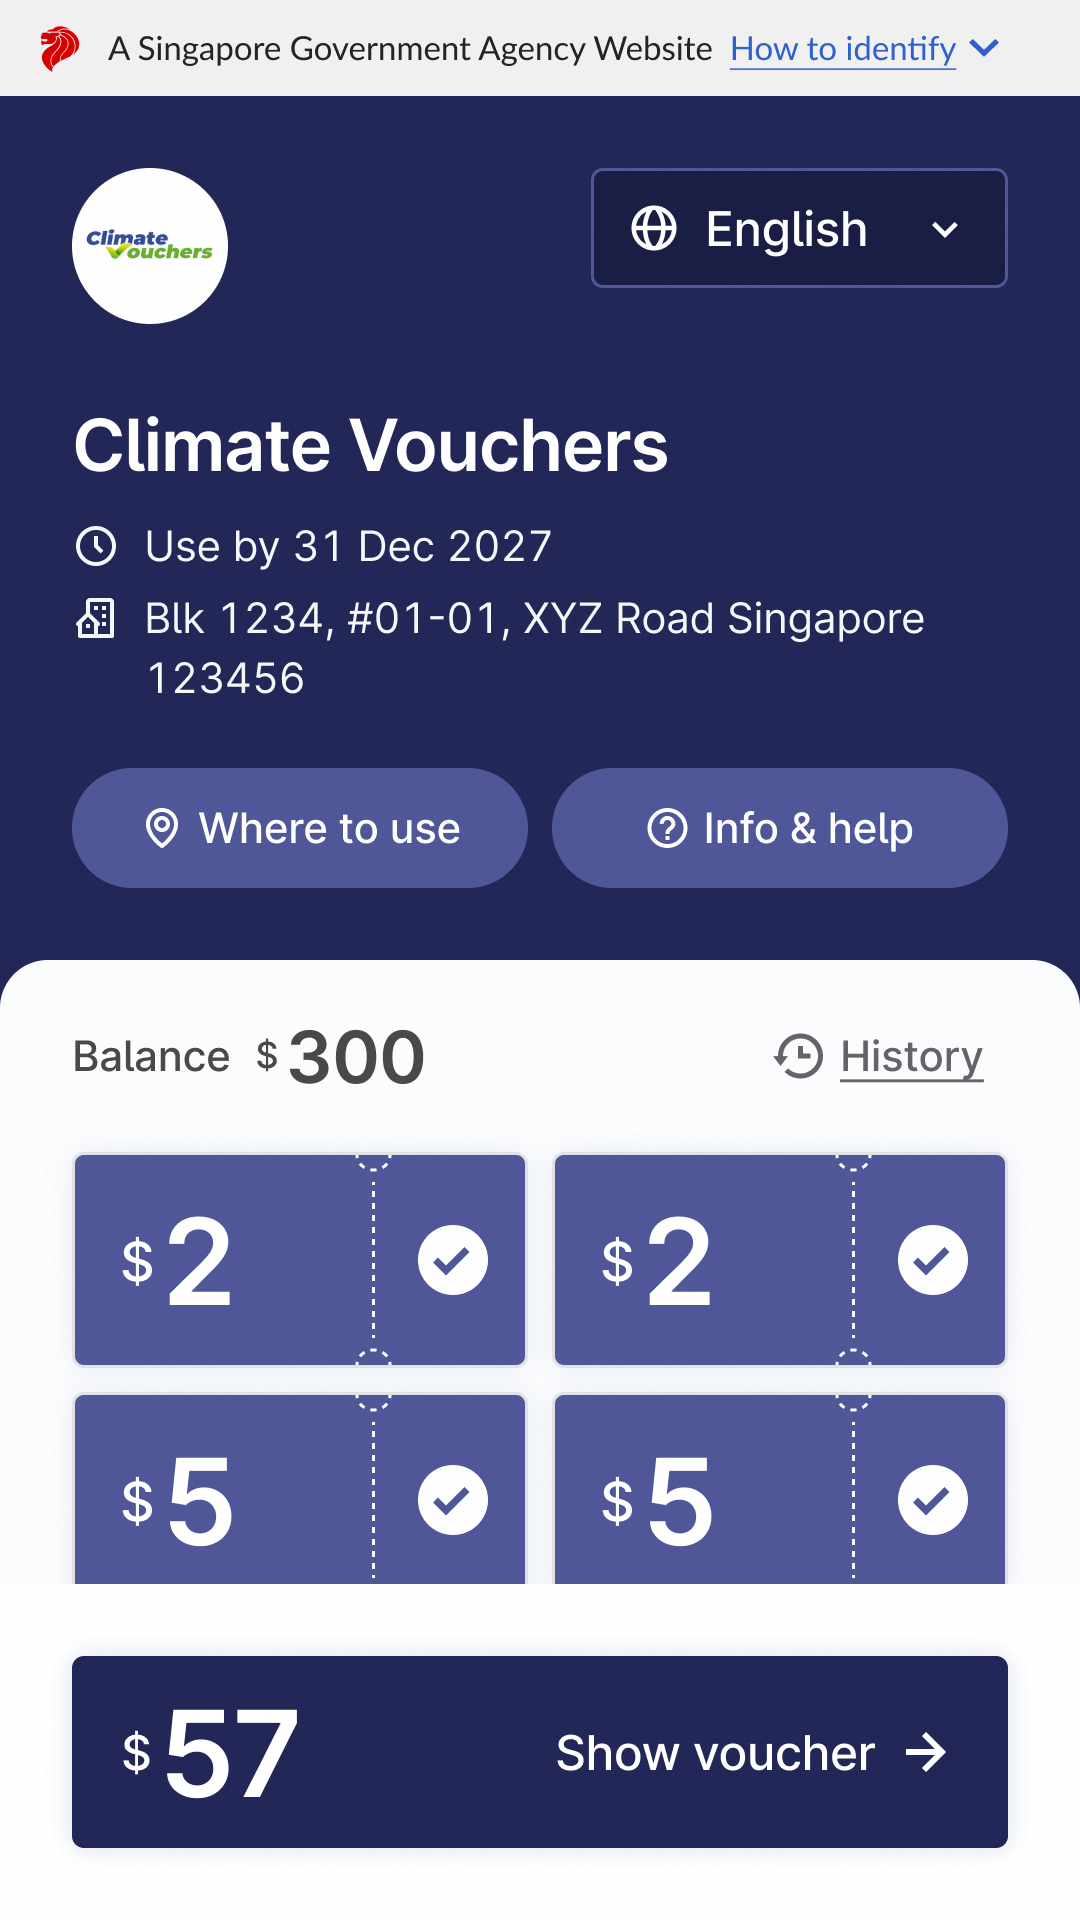 A Singapore Government Agency Website How to identify
Climate
Vouchers
English
Climate Vouchers
Use by 31 Dec 2027
Blk 1234, #01-01, XYZ Road Singapore
123456
Where to use
Info & help
Balance $300
History
$2
$2
$5
$5
$57
Show voucher